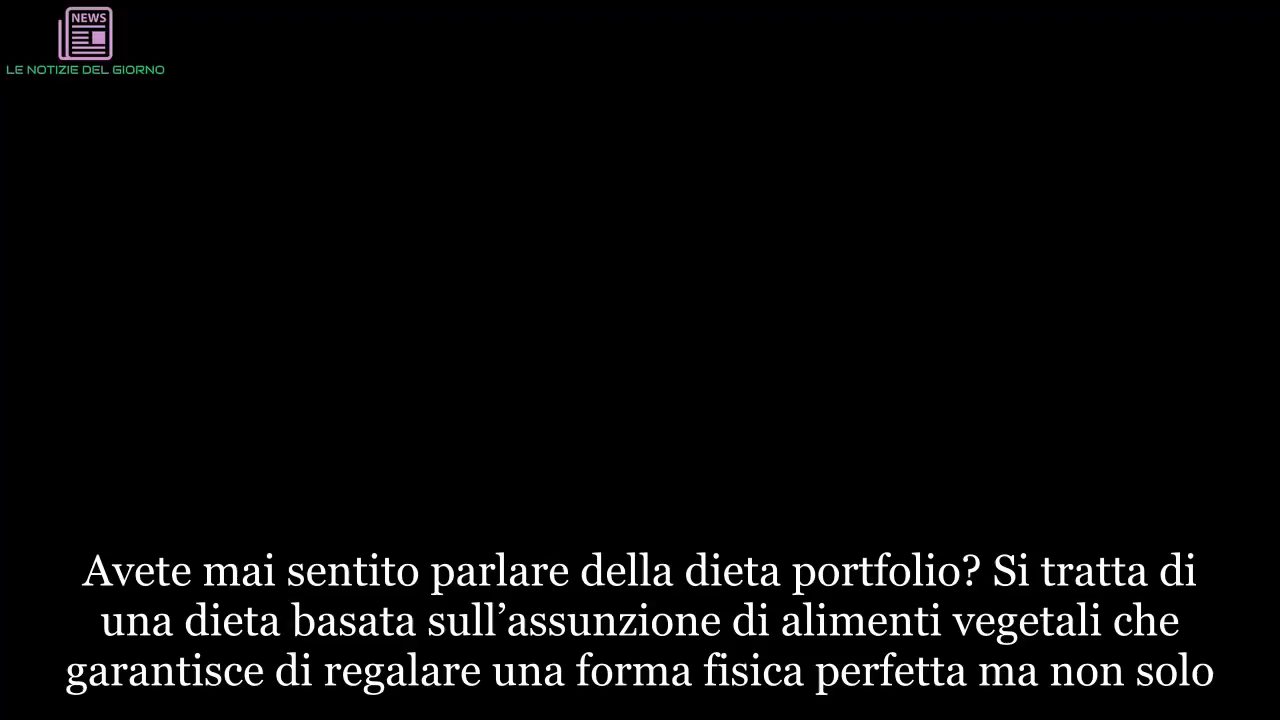 NEWS
LE NOTIZIE DEL GIORNO
Avete mai sentito parlare della dieta portfolio? Si tratta di
una dieta basata sull’assunzione di alimenti vegetali che
garantisce di regalare una forma fisica perfetta ma non solo